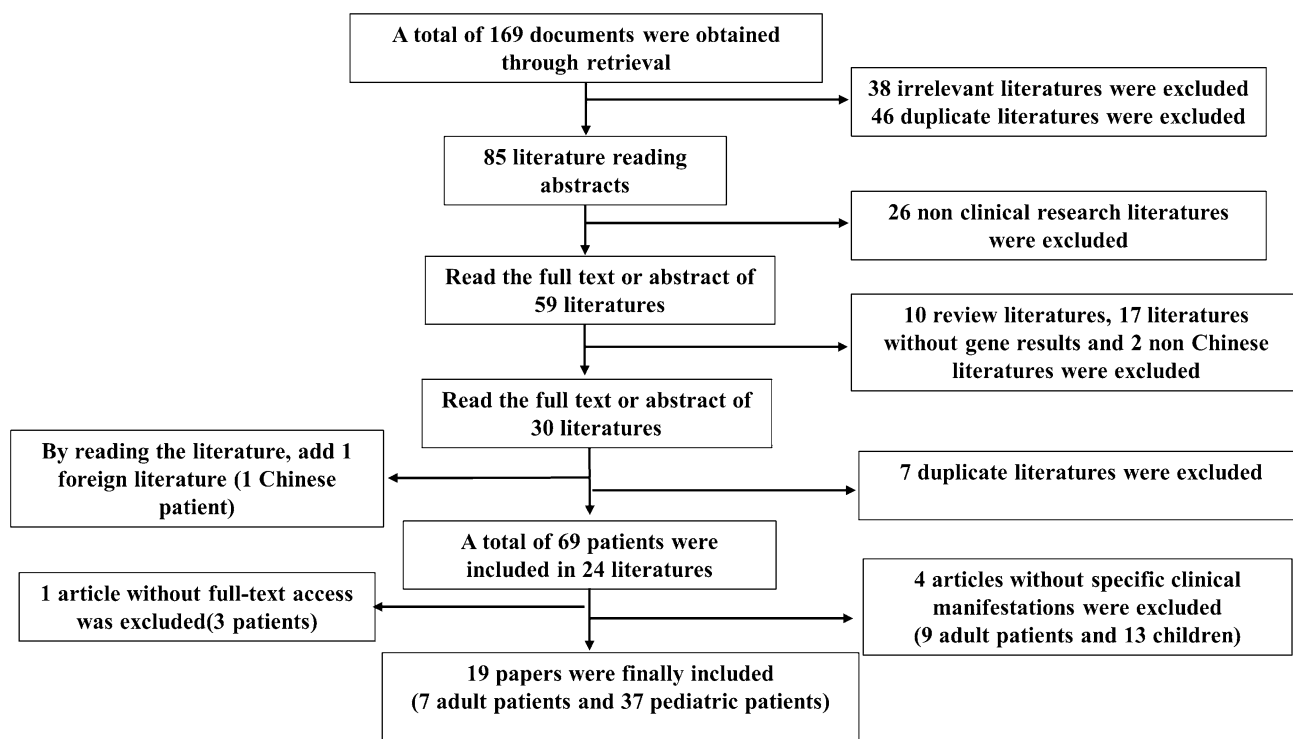 A total of 169 documents were obtained
through retrieval
38 irrelevant literatures were excluded
46 duplicate literatures were excluded
85 literature reading
abstracts
26 non clinical research literatures
were excluded
Read the full text or abstract of
59 literatures
10 review literatures, 17 literatures
without gene results and 2 non Chinese
literatures were excluded
Read the full text or abstract of
30 literatures
By reading the literature, add 1
foreign literature (1 Chinese
patient)
7 duplicate literatures were excluded
A total of 69 patients were
included in 24 literatures
1 article without full-text access
was excluded(3 patients)
4 articles without specific clinical
manifestations were excluded
(9 adult patients and 13 children)
19 papers were finally included
(7 adult patients and 37 pediatric patients)